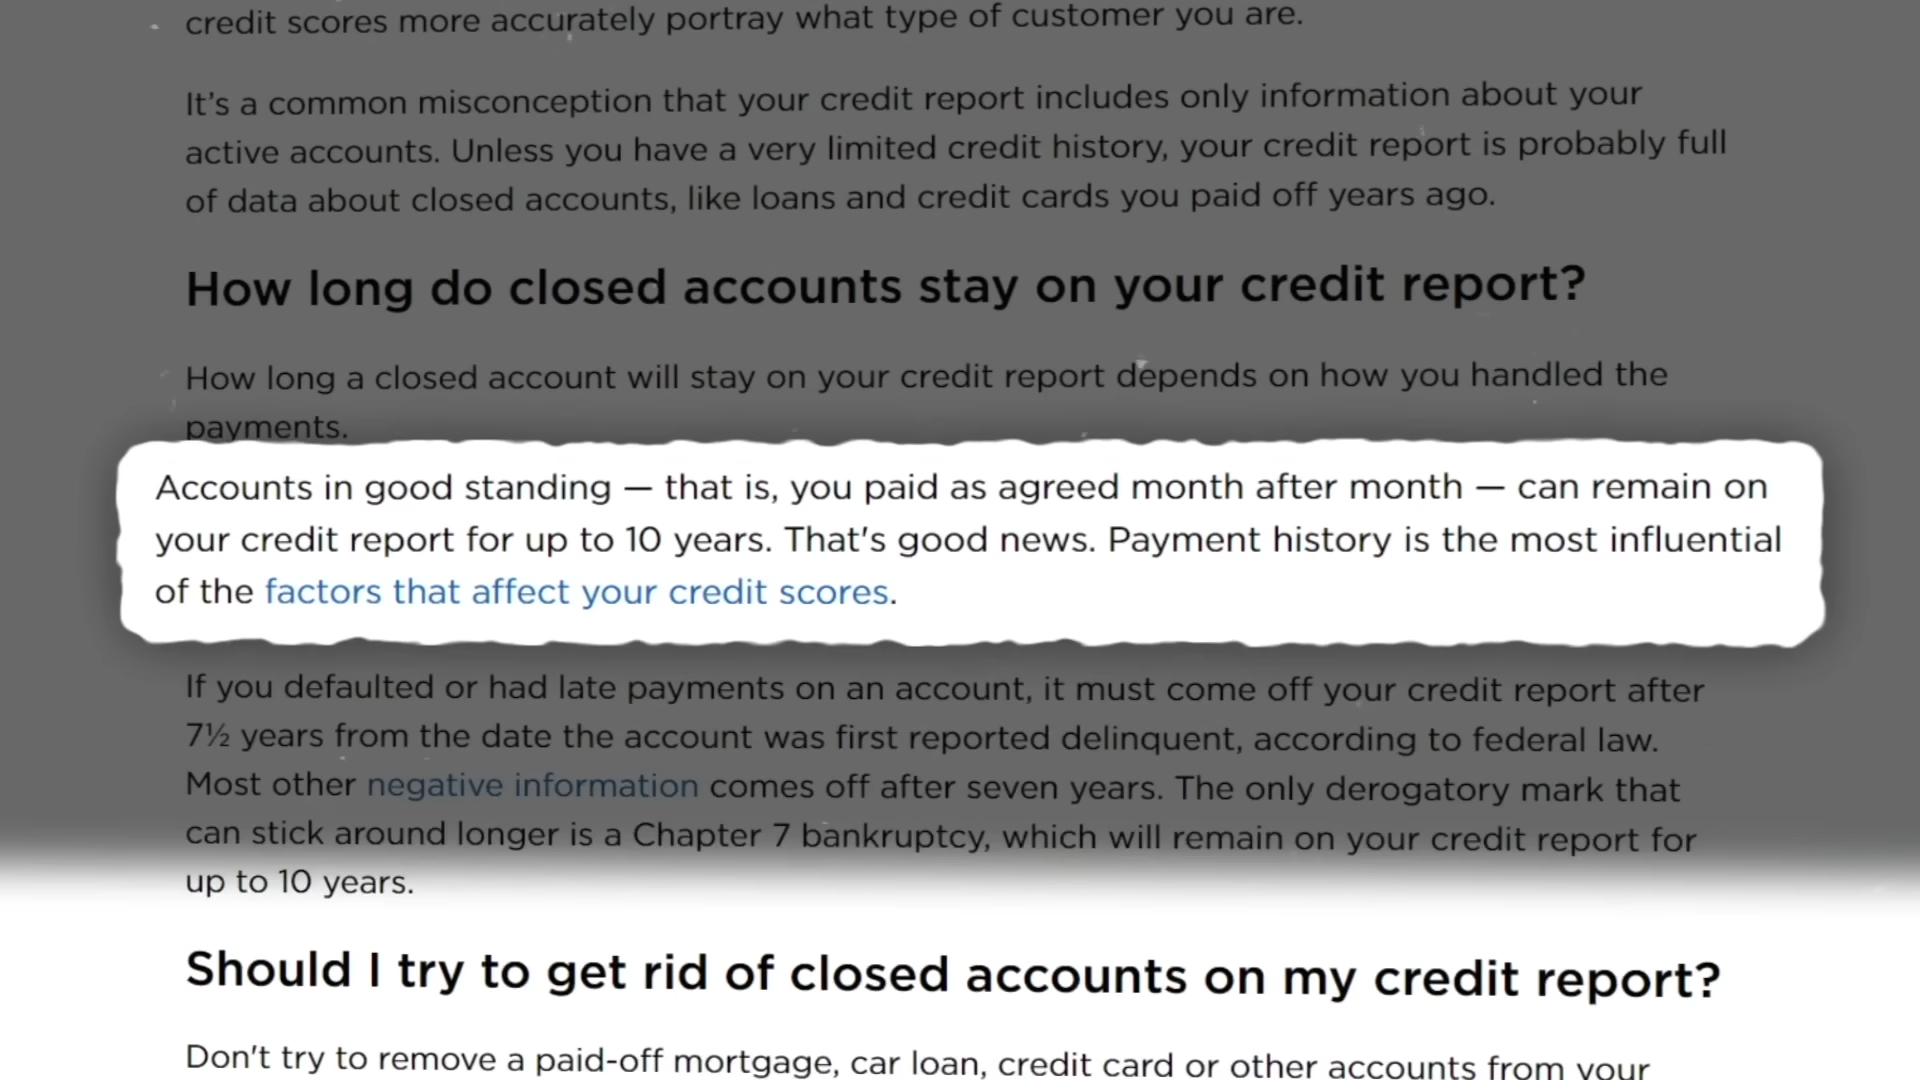 credit scores more accurately portray what type of customer you are.
It’s a common misconception that your credit report includes only information about your
active accounts. Unless you have a very limited credit history, your credit report is probably full
of data about closed accounts, like loans and credit cards you paid off years ago.
How long do closed accounts stay on your credit report?
How long a closed account will stay on your credit report depends on how you handled the
payments.
Accounts in good standing — that is, you paid as agreed month after month — can remain on
your credit report for up to 10 years. That's good news. Payment history is the most influential
of the factors that affect your credit scores.
If you defaulted or had late payments on an account, it must come off your credit report after
7½ years from the date the account was first reported delinquent, according to federal law.
Most other negative information comes off after seven years. The only derogatory mark that
can stick around longer is a Chapter 7 bankruptcy, which will remain on your credit report for
up to 10 years.
Should I try to get rid of closed accounts on my credit report?
Don't try to remove a paid-off mortgage, car loan, credit card or other accounts from your